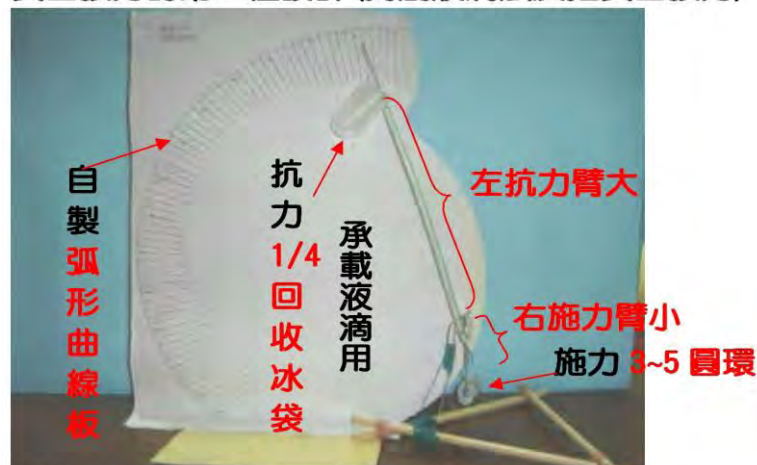 自製弧形曲線板
抗力1/4回收冰袋
承載液滴用
左抗力臂大
右施力臂小
施力 3~5 圓環